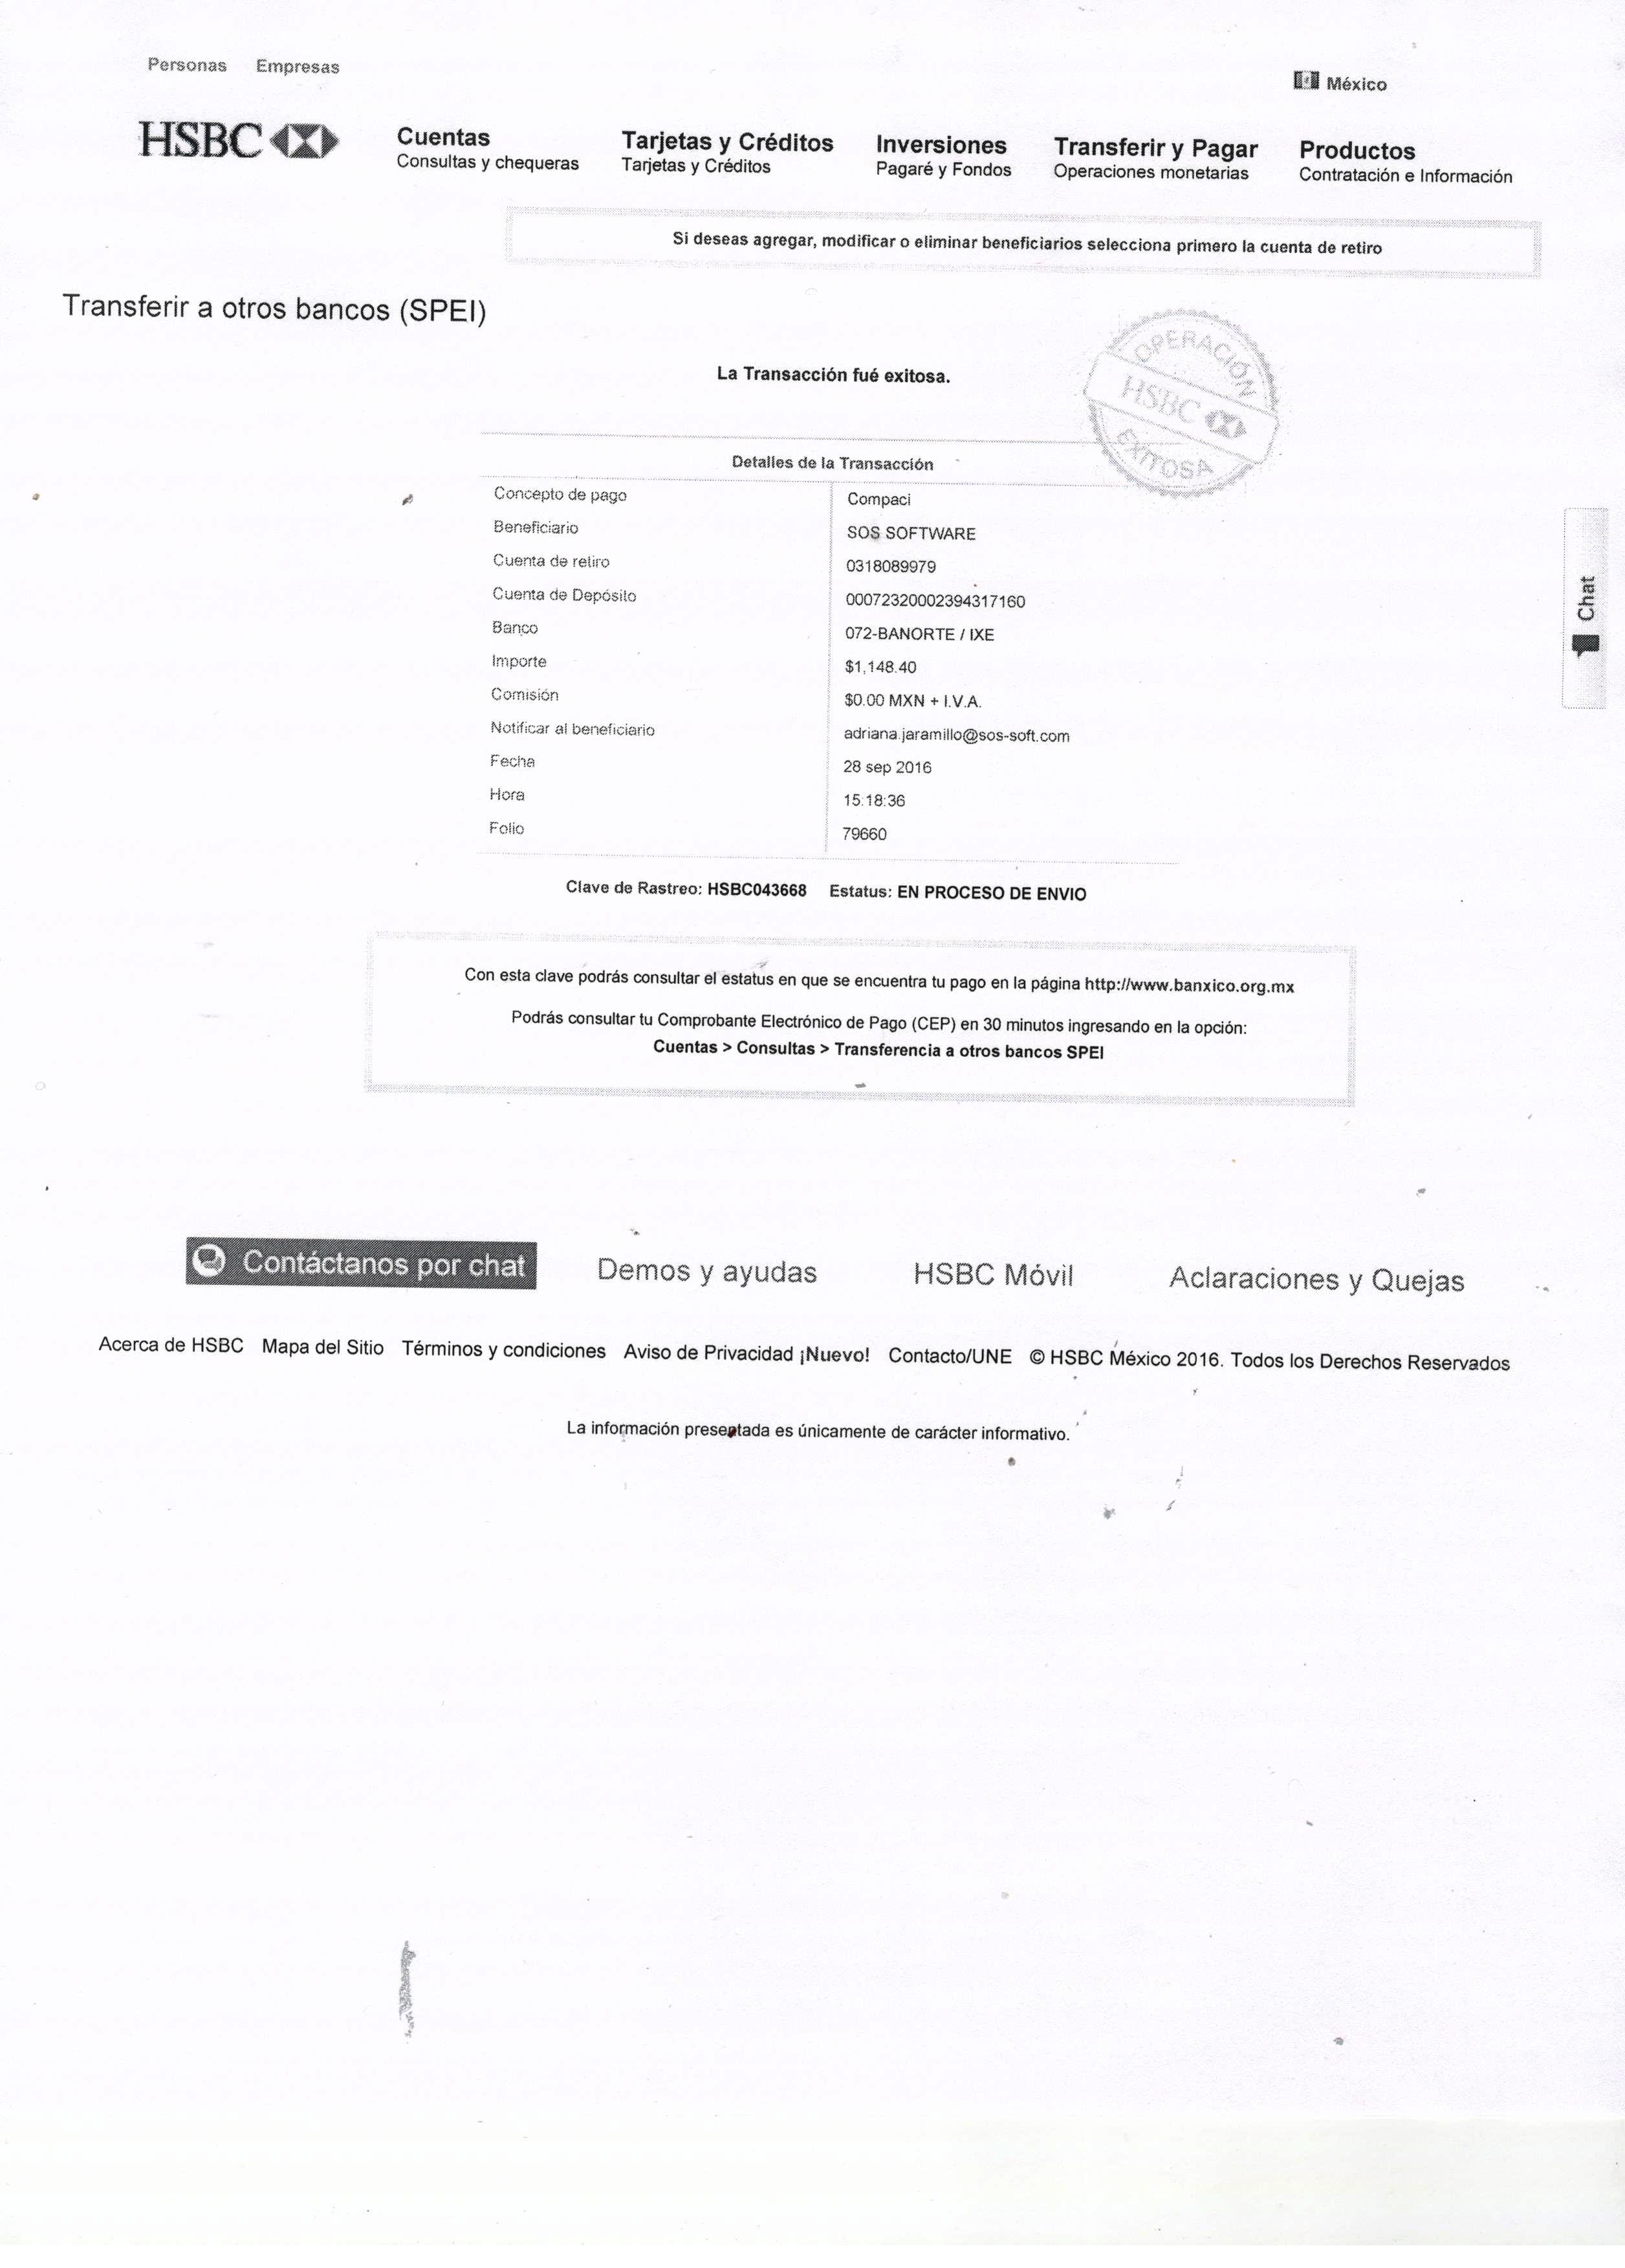 Personas Empresas
México
HSBC
Cuentas Tarjetas y Créditos Inversiones Transferir y Pagar Productos
Consultas y chequeras Tarjetas y Créditos Pagaré y Fondos Operaciones monetarias Contratación e Información
Si deseas agregar, modificar o eliminar beneficiarios selecciona primero la cuenta de retiro
Transferir a otros bancos (SPEI)
OPERACIÓN
HSBC
EXITOSA
La Transacción fué exitosa.
Detalles de la Transacción
Concepto de pago Compaci
Beneficiario SOS SOFTWARE
Cuenta de retiro 0318089979
Cuenta de Depósito 00072320002394317160
Banco 072-BANORTE / IXE
Importe $1,148.40
Comisión $0.00 MXN + I.V.A.
Notificar al beneficiario adriana.jaramillo@sos-soft.com
Fecha 28 sep 2016
Hora 15:18:36
Folio 79660
Chat
Clave de Rastreo: HSBC043668 Estatus: EN PROCESO DE ENVIO
Con esta clave podrás consultar el estatus en que se encuentra tu pago en la página http://www.banxico.org.mx
Podrás consultar tu Comprobante Electrónico de Pago (CEP) en 30 minutos ingresando en la opción:
Cuentas > Consultas > Transferencia a otros bancos SPEI
Contáctanos por chat Demos y ayudas HSBC Móvil Aclaraciones y Quejas
Acerca de HSBC Mapa del Sitio Términos y condiciones Aviso de Privacidad ¡Nuevo! Contacto/UNE © HSBC México 2016. Todos los Derechos Reservados
La información presentada es únicamente de carácter informativo.